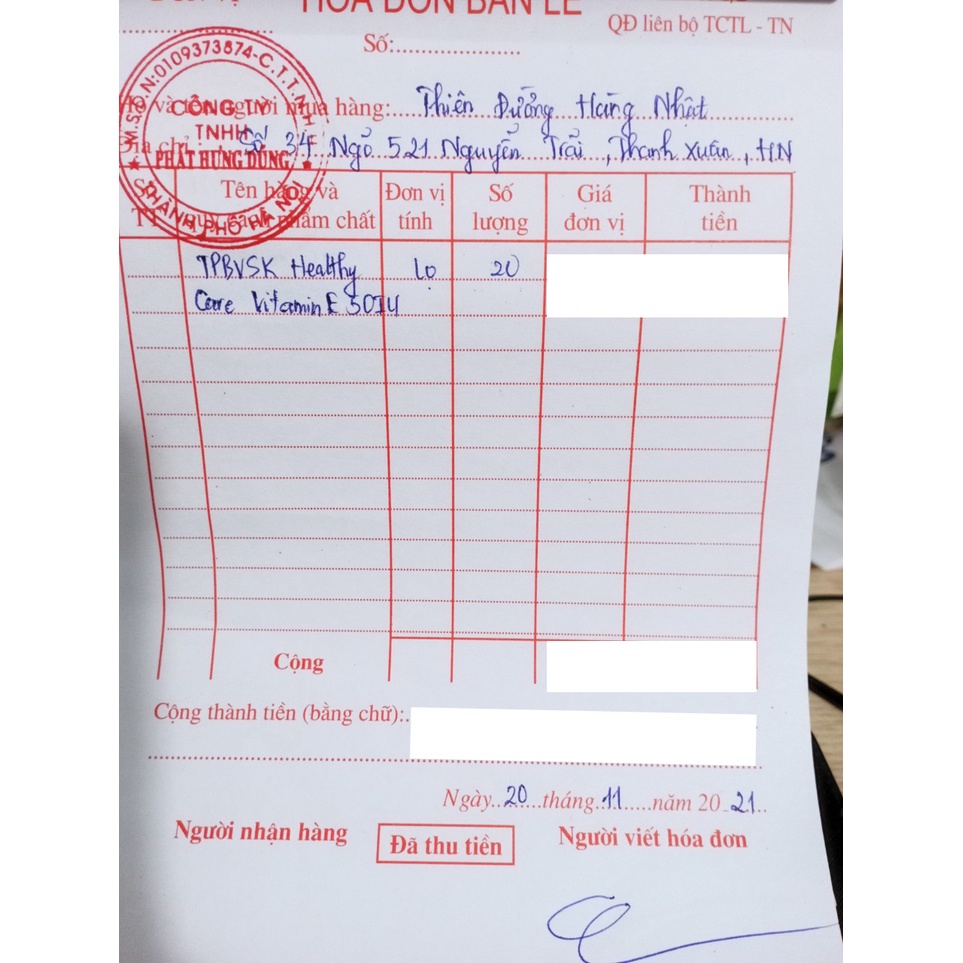 HÓA ĐƠN BÁN LẺ
QĐ liên bộ TCTL - TN
Số:
M.S.D.N:0109373874-C.T.T.N.H.H
CÔNG TY
TNHH
PHÁT HƯNG DŨNG
THÀNH PHỐ HÀ NỘI
Họ và tên người mua hàng: Thiên Đường Hàng Nhật
Địa chỉ: Số 34 Ngõ 521 Nguyễn Trãi, Thanh Xuân, HN
Tên hàng và Đơn vị Số Giá Thành
TT quy cách phẩm chất tính lượng đơn vị tiền
TPBVSK Healthy lọ 20
Care Vitamin E 50IU
Cộng
Cộng thành tiền (bằng chữ):
Ngày 20 tháng 11 năm 20 21
Người nhận hàng Đã thu tiền Người viết hóa đơn